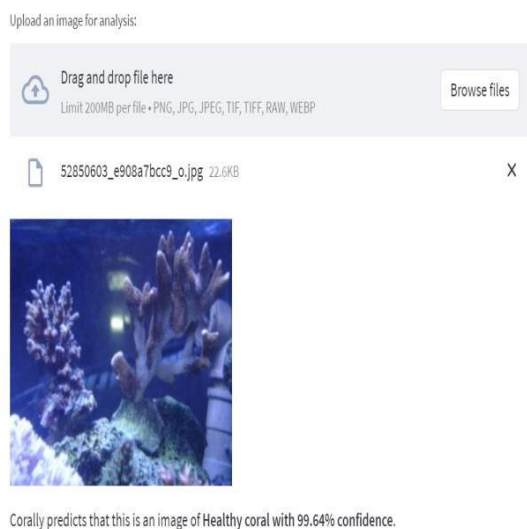 Upload an image for analysis:
Drag and drop file here
Limit 200MB per file • PNG, JPG, JPEG, TIF, TIFF, RAW, WEBP
Browse files
52850603_e908a7bcc9_o.jpg 22.6KB
X
Corally predicts that this is an image of Healthy coral with 99.64% confidence.